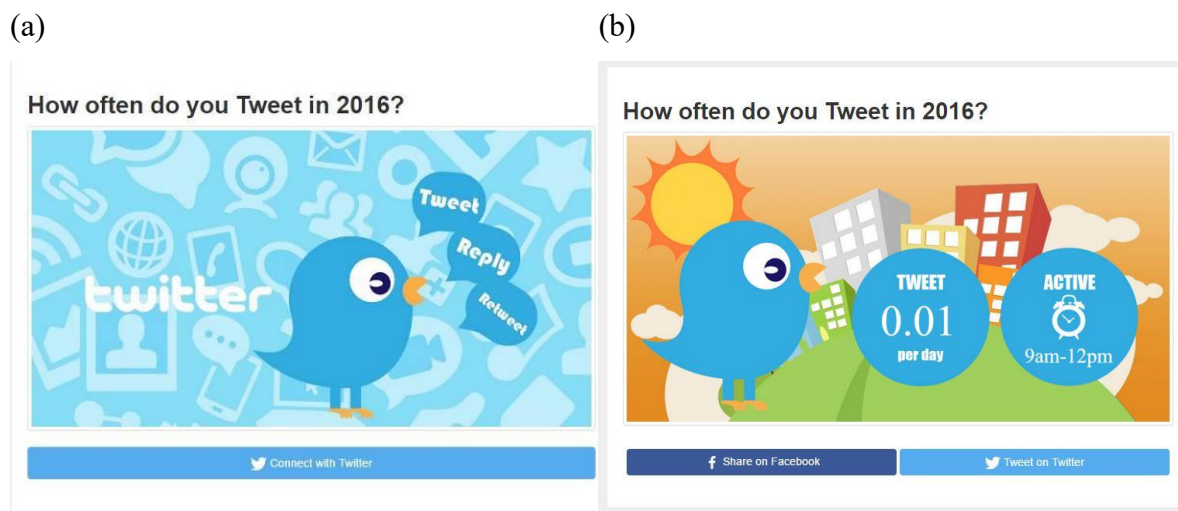 (a)
(b)
How often do you Tweet in 2016?
twitter
Tweet
Reply
Retweet
Connect with Twitter
How often do you Tweet in 2016?
TWEET
0.01
per day
ACTIVE
9am-12pm
Share on Facebook
Tweet on Twitter